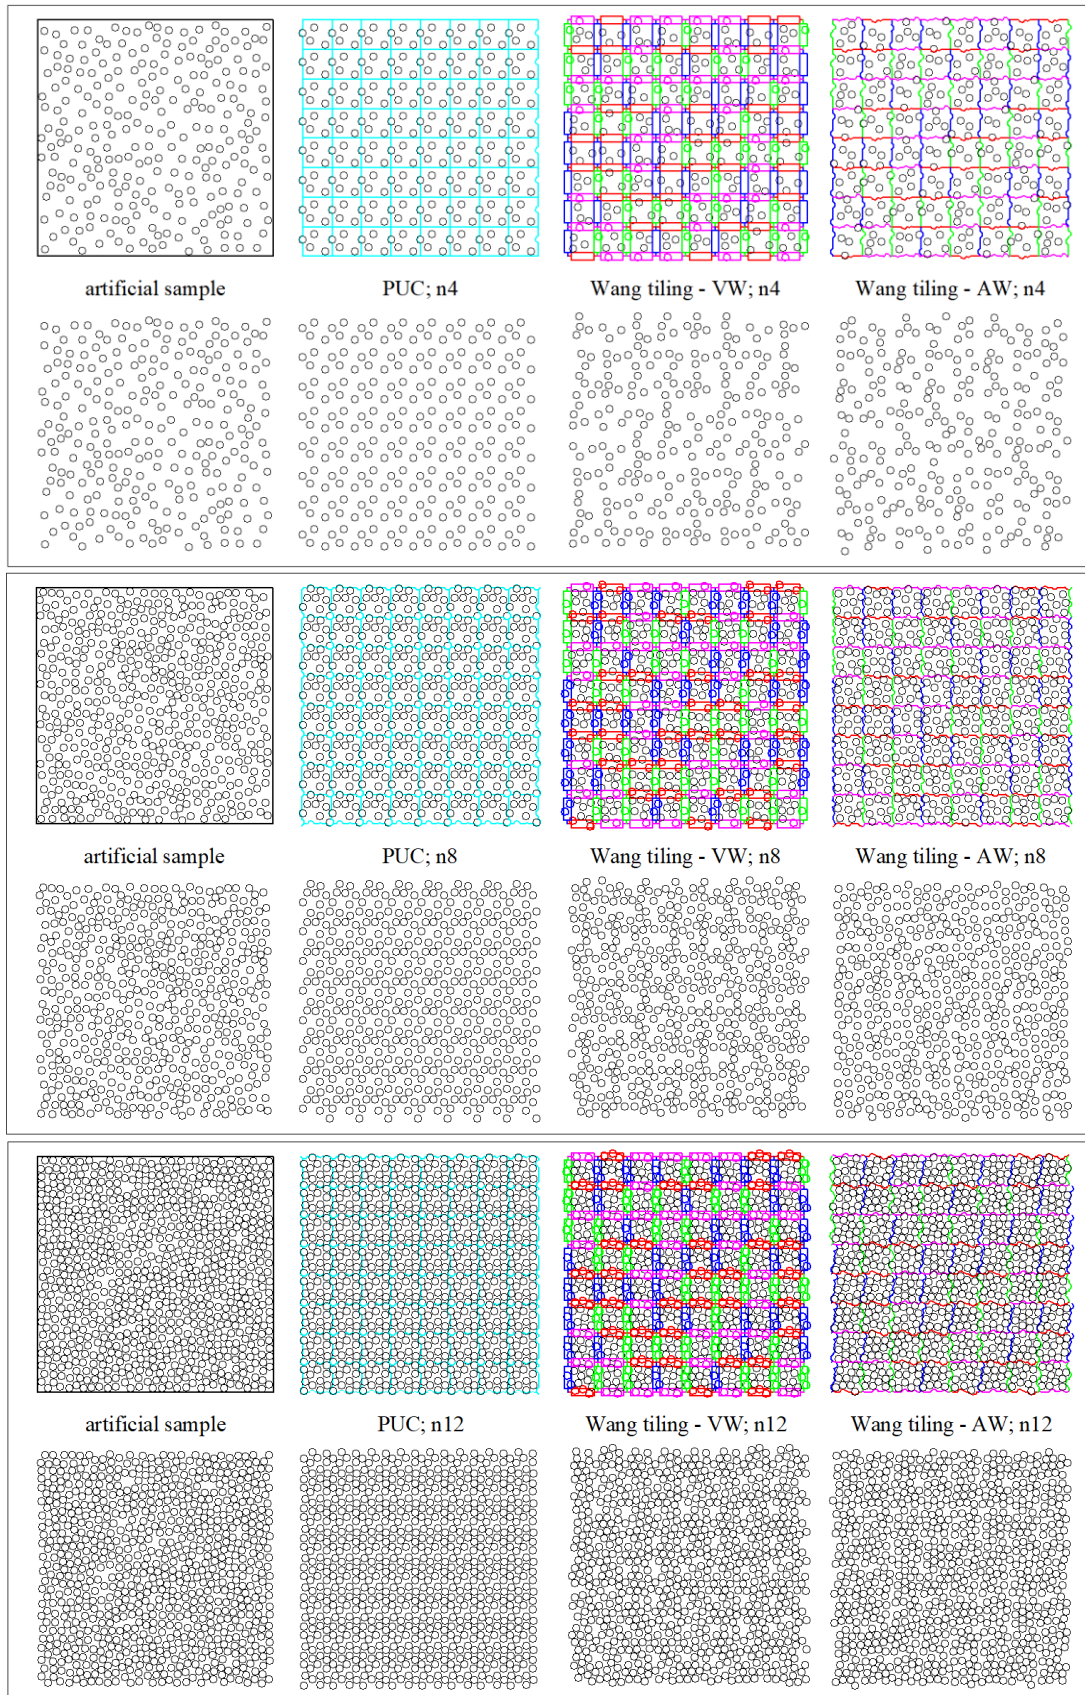 artificial sample PUC; n4 Wang tiling - VW; n4 Wang tiling - AW; n4
artificial sample PUC; n8 Wang tiling - VW; n8 Wang tiling - AW; n8
artificial sample PUC; n12 Wang tiling - VW; n12 Wang tiling - AW; n12